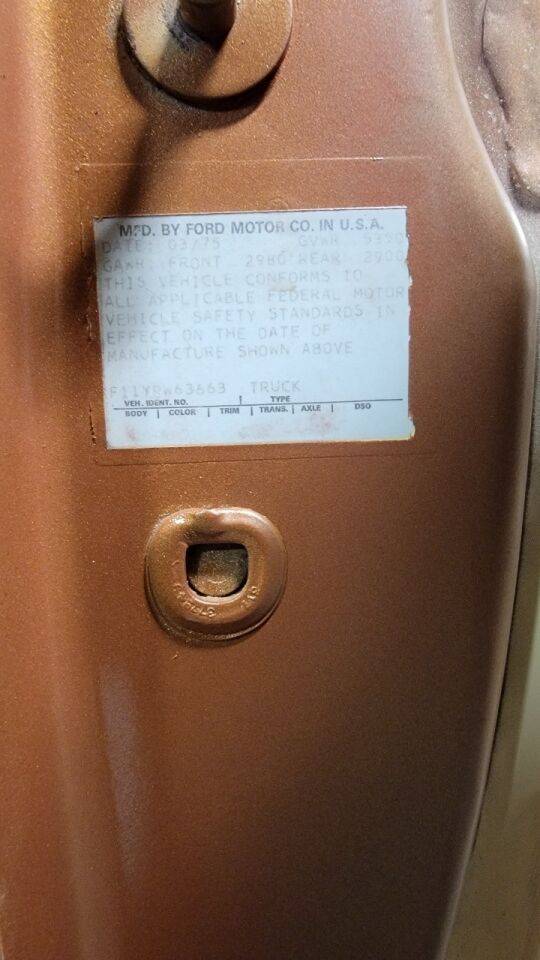 MFD. BY FORD MOTOR CO. IN U.S.A.
DATE: 03/75 GVWR
GAWR: FRONT 2980 REAR 2900
THIS VEHICLE CONFORMS TO
ALL APPLICABLE FEDERAL MOTOR
VEHICLE SAFETY STANDARDS IN
EFFECT ON THE DATE OF
MANUFACTURE SHOWN ABOVE
TRUCK
VEH. IDENT. NO. TYPE
BODY COLOR TRIM TRANS. AXLE DSO